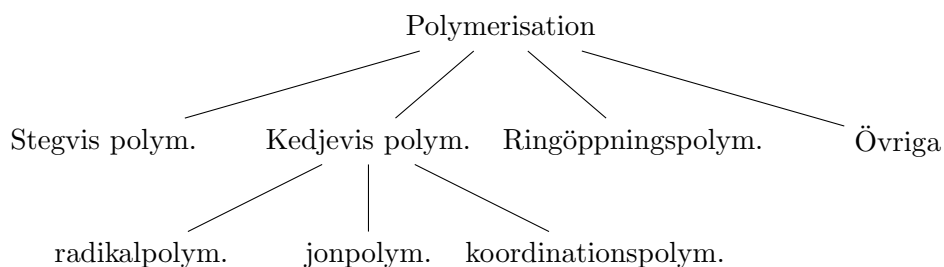 Polymerisation
Stegvis polym. Kedjevis polym. Ringöppningspolym. Övriga
radikalpolym. jonpolym. koordinationspolym.